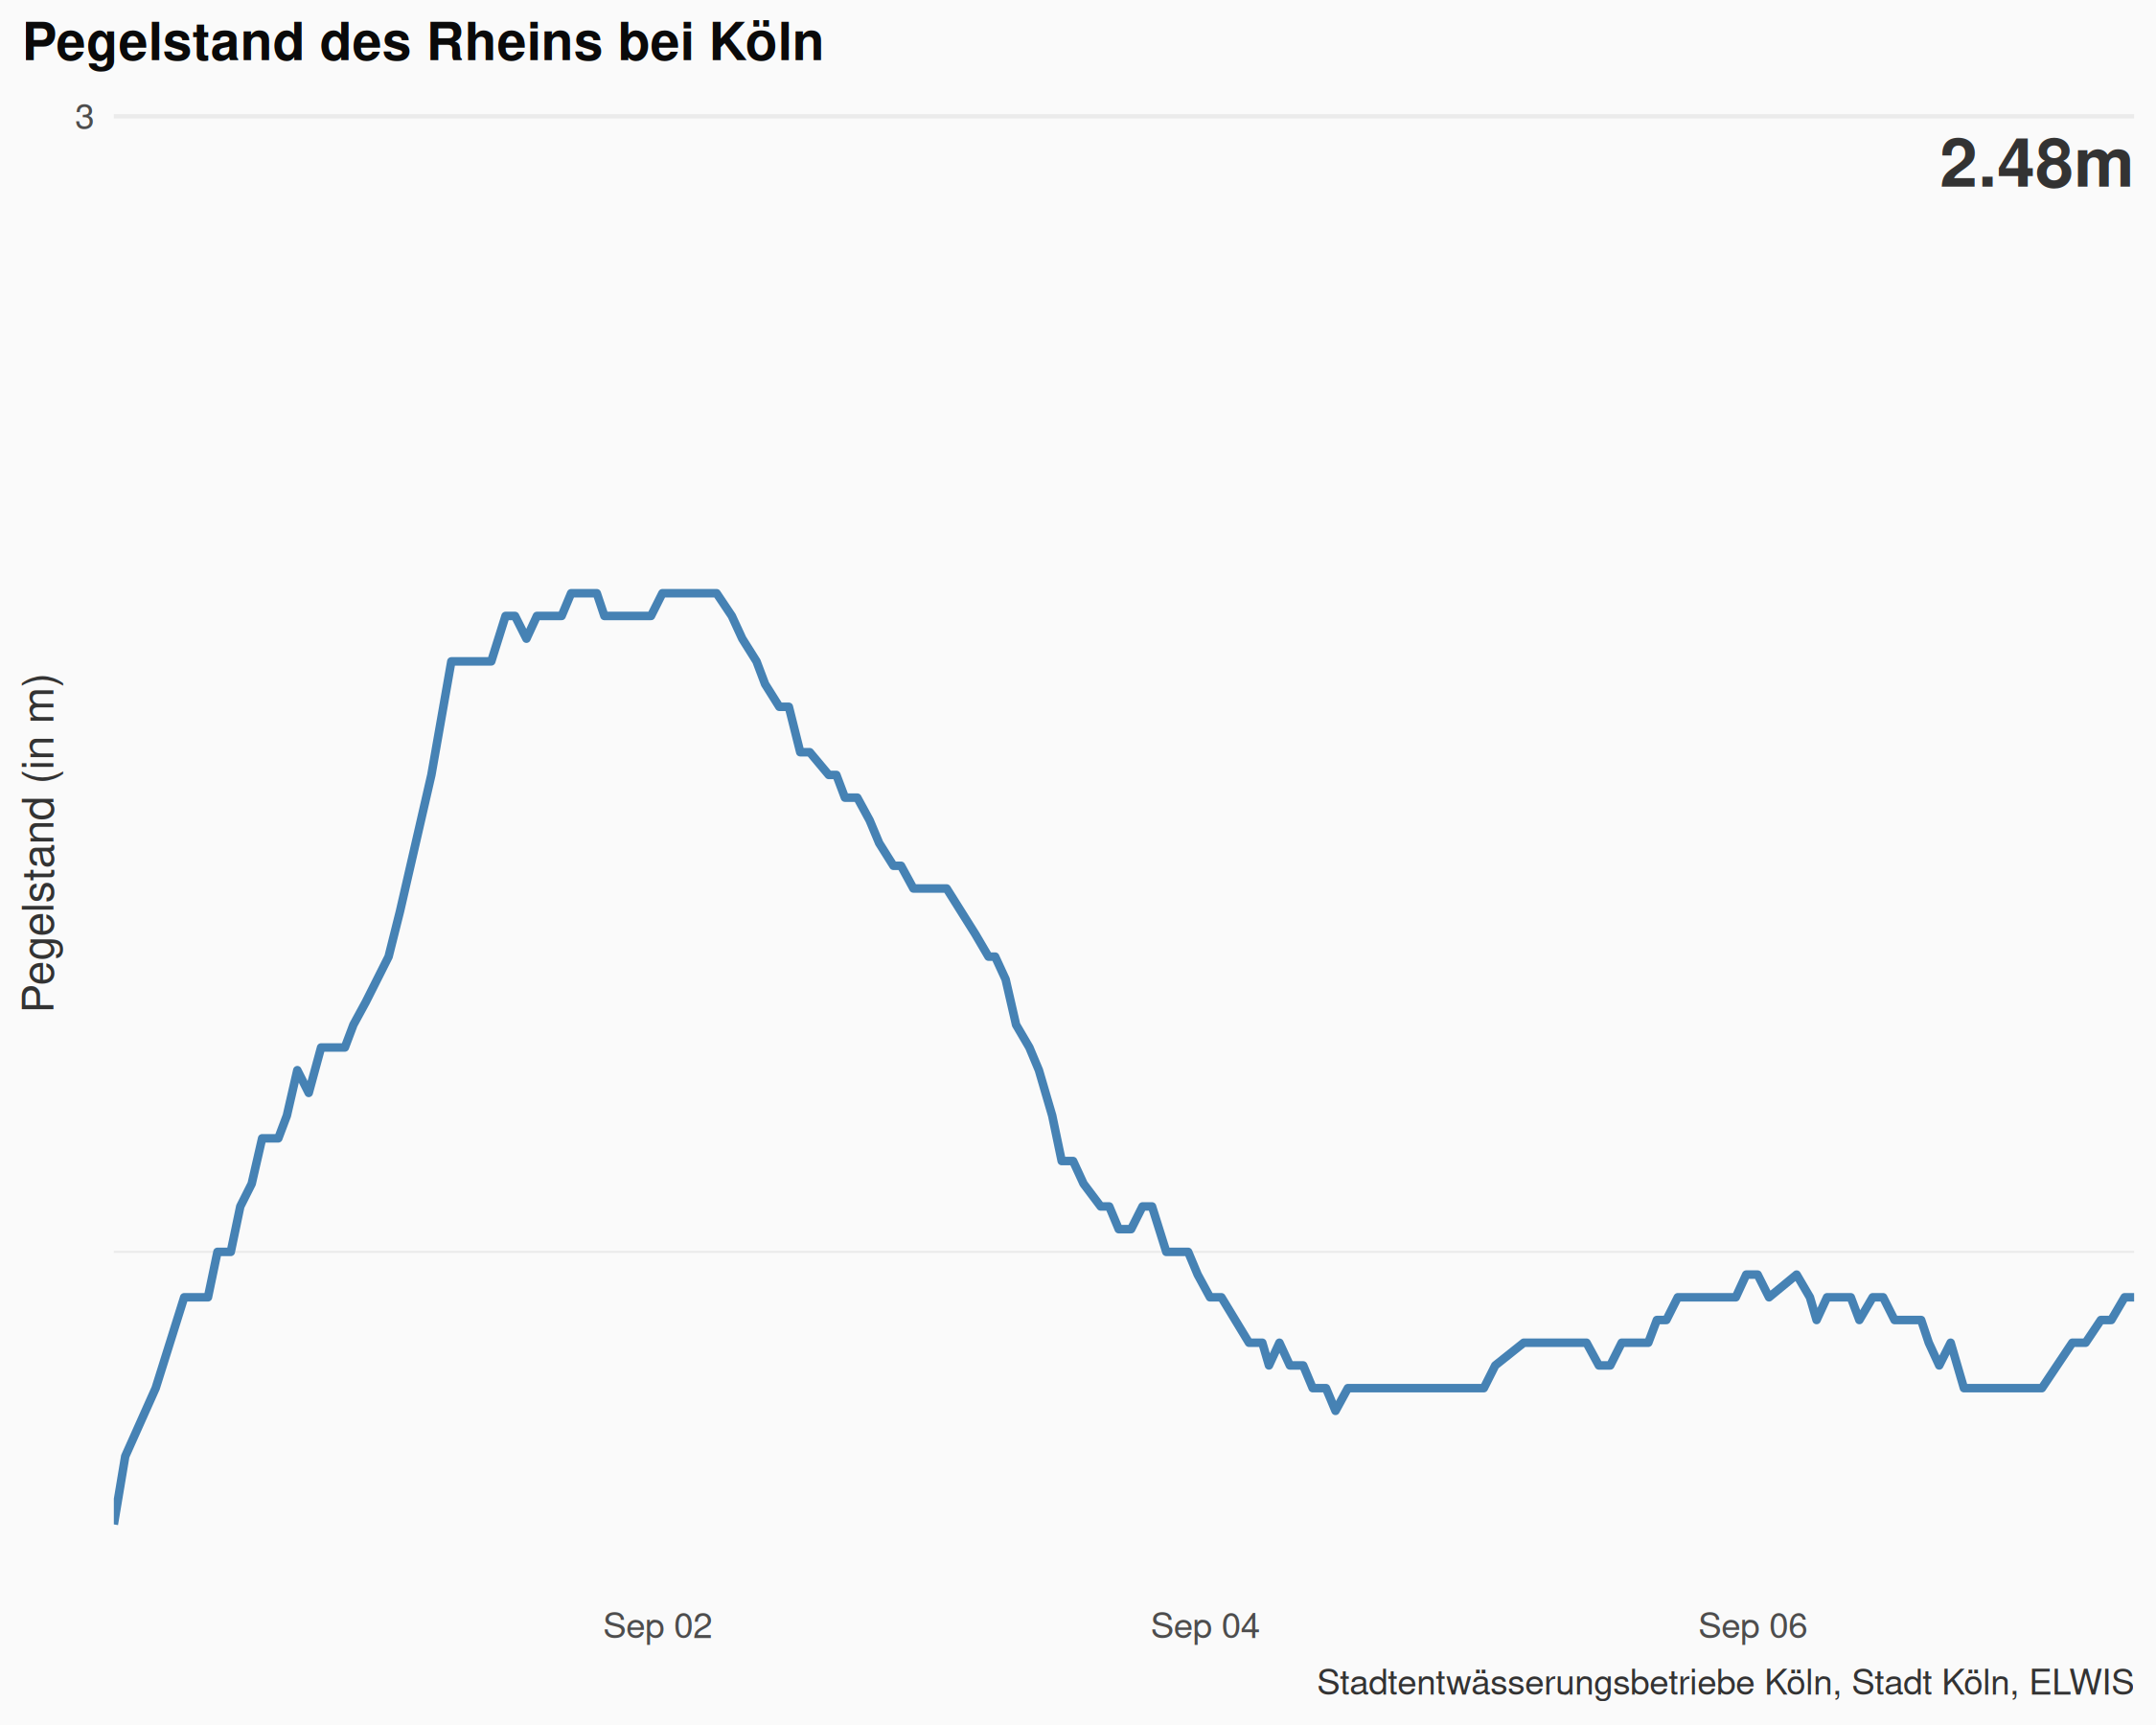 Pegelstand des Rheins bei Köln
3
2.48m
Pegelstand (in m)
Sep 02
Sep 04
Sep 06
Stadtentwässerungsbetriebe Köln, Stadt Köln, ELWIS